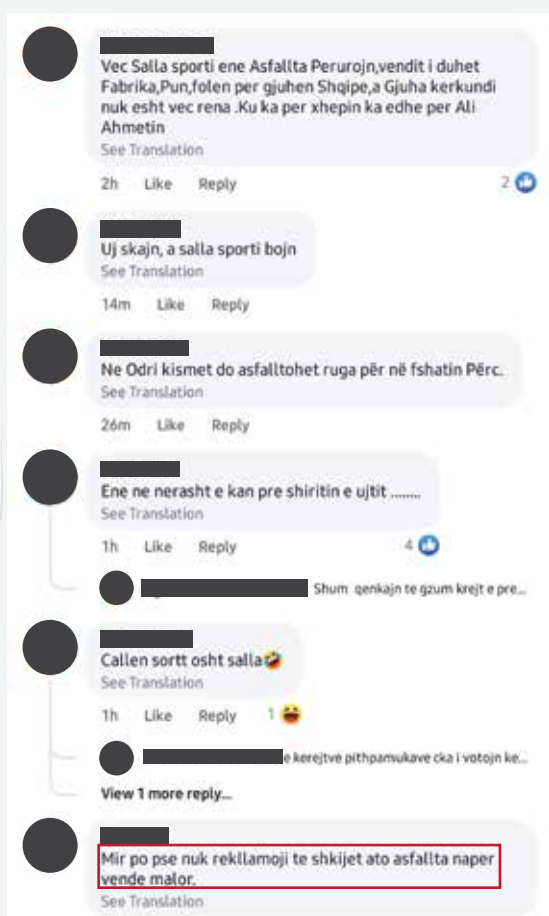 Vec Salla sporti ene Asfallta Perurojn,vendit i duhet
Fabrika,Pun,folen per gjuhen Shqipe,a Gjuha kerkundi
nuk esht vec rena .Ku ka per xhepin ka edhe per Ali
Ahmetin
See Translation
2h Like Reply 2
Uj skajn, a salla sporti bojn
See Translation
14m Like Reply
Ne Odri kismet do asfalltohet ruga për në fshatin Përc.
See Translation
26m Like Reply
Ene ne nerasht e kan pre shiritin e ujtit ........
See Translation
1h Like Reply 4
Shum qenkajn te gzum krejt e pre...
Callen sortt osht salla🤣
See Translation
1h Like Reply 1
e kerejtve pithpamukave cka i votojn ke...
View 1 more reply...
Mir po pse nuk rekllamoji te shkijet ato asfallta naper
vende malor.
See Translation